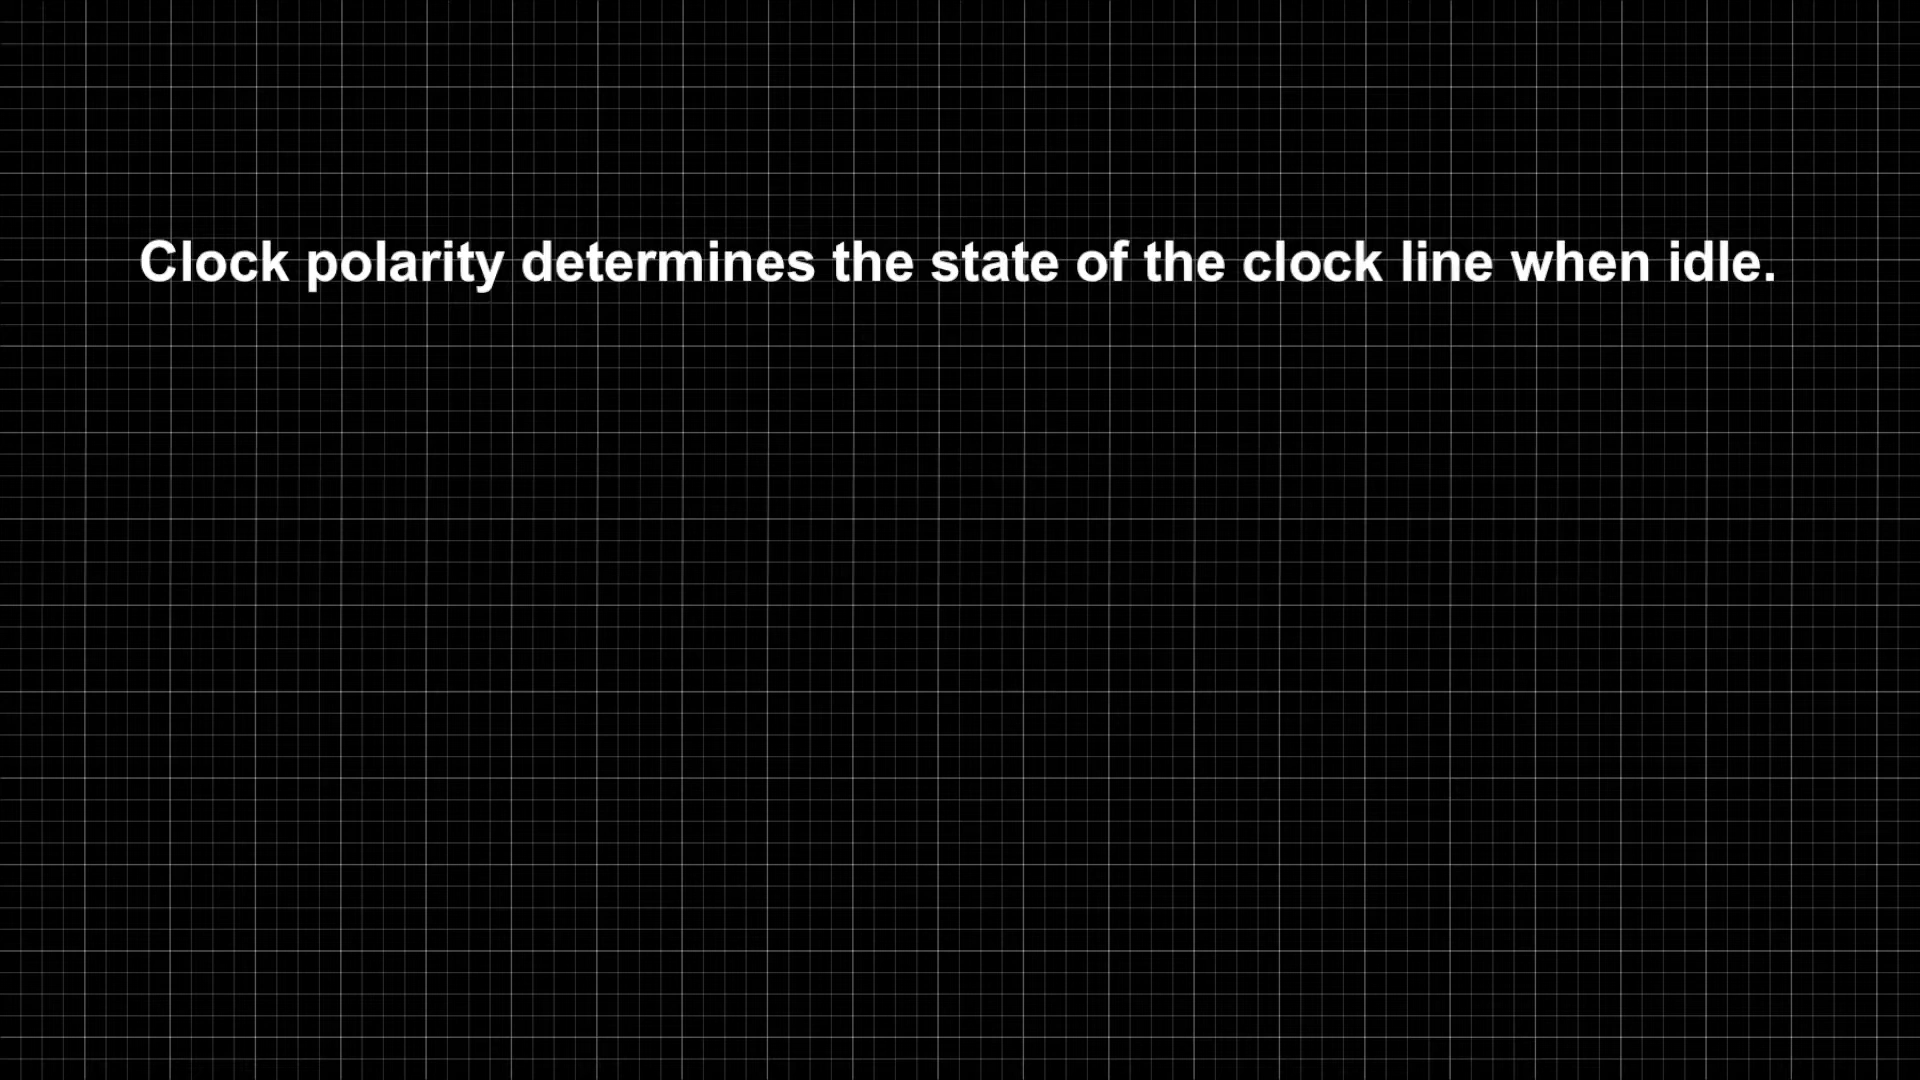 Clock polarity determines the state of the clock line when idle.